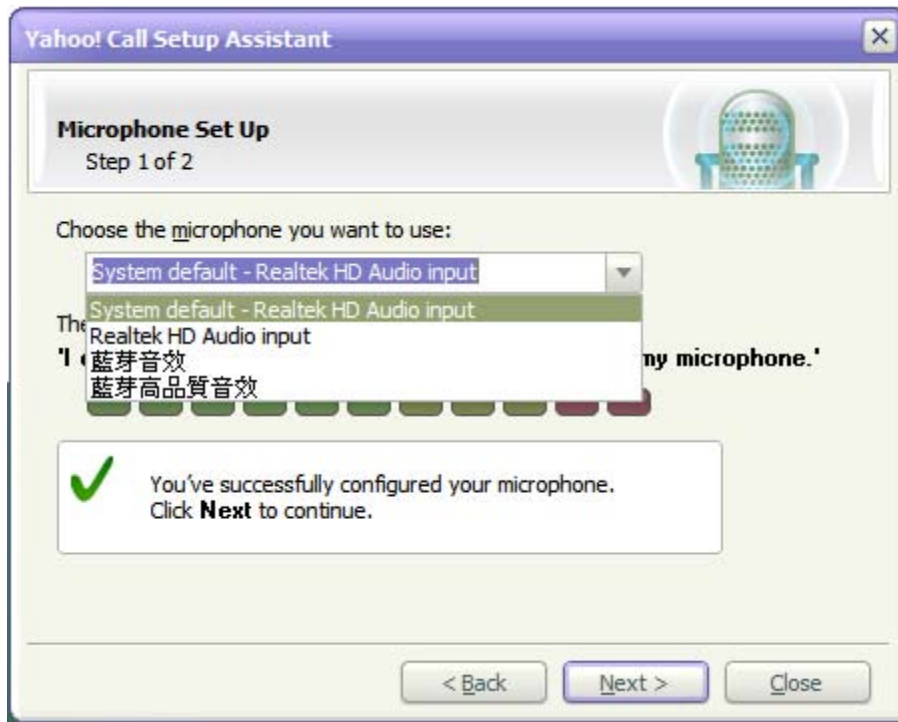 Yahoo! Call Setup Assistant
Microphone Set Up
Step 1 of 2
Choose the microphone you want to use:
System default - Realtek HD Audio input
System default - Realtek HD Audio input
Realtek HD Audio input
藍芽音效
藍芽高品質音效
The
"I my microphone."
You've successfully configured your microphone.
Click Next to continue.
< Back
Next >
Close